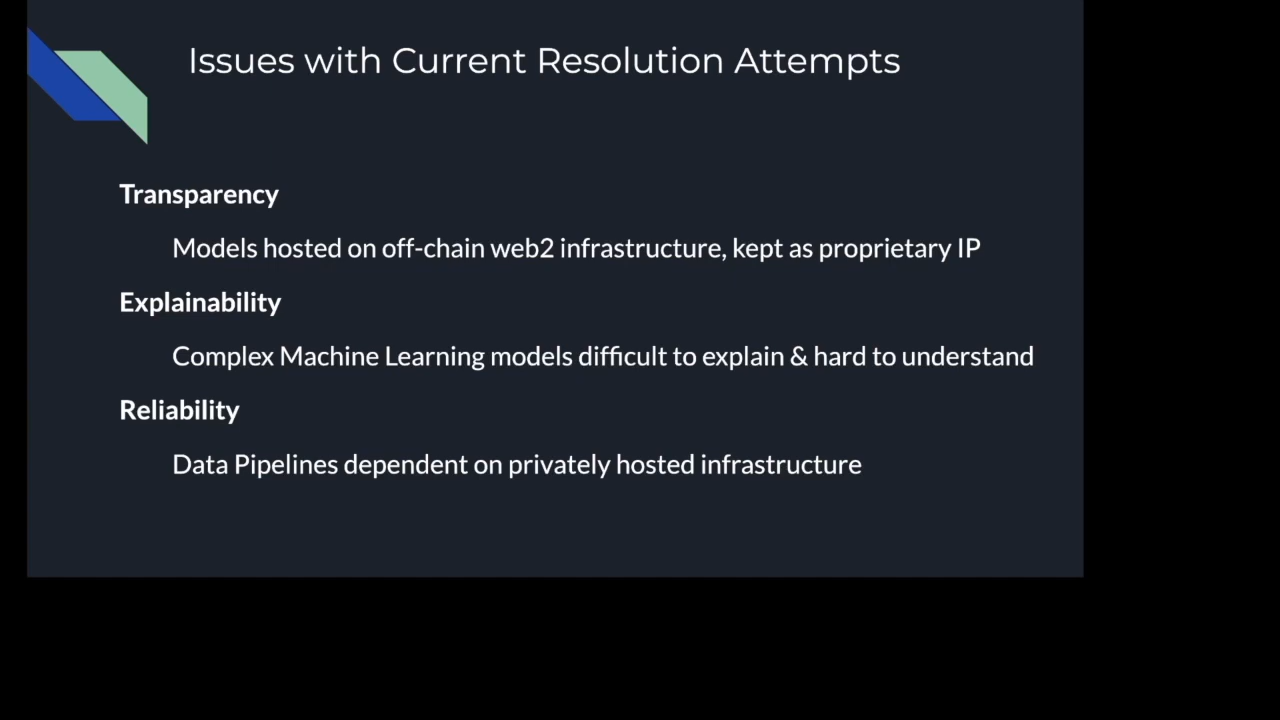 Issues with Current Resolution Attempts
Transparency
Models hosted on off-chain web2 infrastructure, kept as proprietary IP
Explainability
Complex Machine Learning models difficult to explain & hard to understand
Reliability
Data Pipelines dependent on privately hosted infrastructure